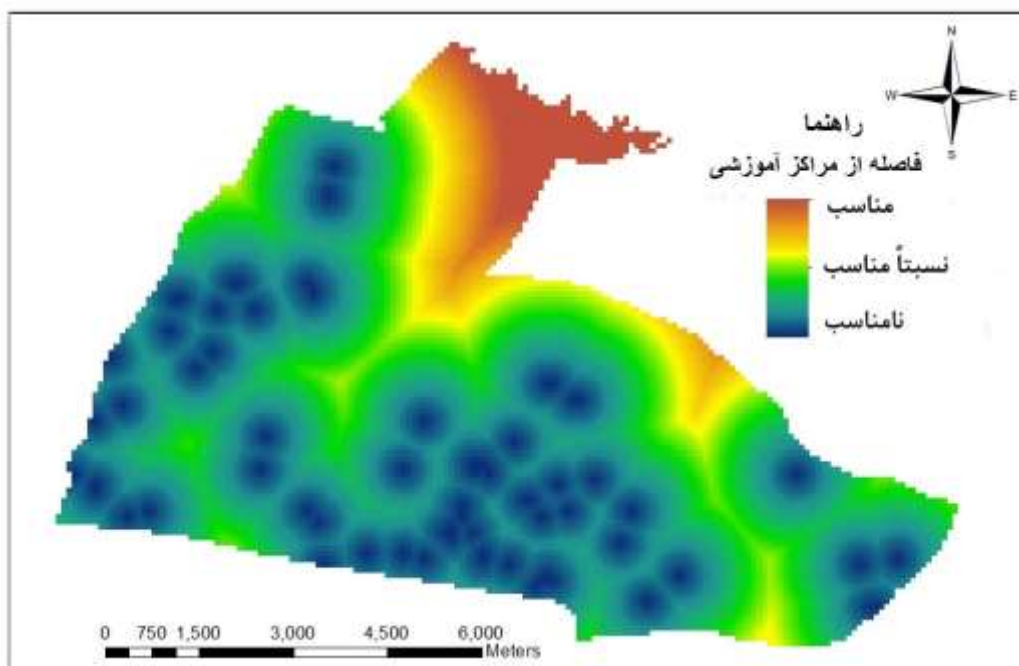 N
W E
S
راهنما
فاصله از مراکز آموزشی
مناسب
نسبتاً مناسب
نامناسب
0 750 1,500 3,000 4,500 6,000
Meters